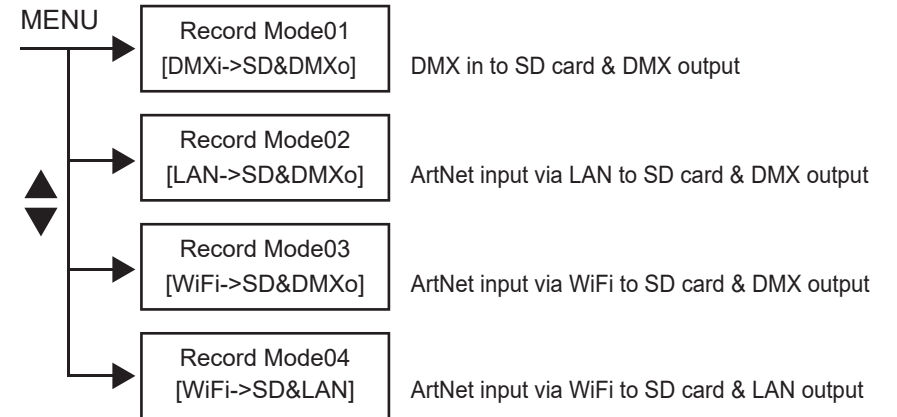 MENU
Record Mode01
[DMXi->SD&DMXo]
DMX in to SD card & DMX output
Record Mode02
[LAN->SD&DMXo]
ArtNet input via LAN to SD card & DMX output
Record Mode03
[WiFi->SD&DMXo]
ArtNet input via WiFi to SD card & DMX output
Record Mode04
[WiFi->SD&LAN]
ArtNet input via WiFi to SD card & LAN output